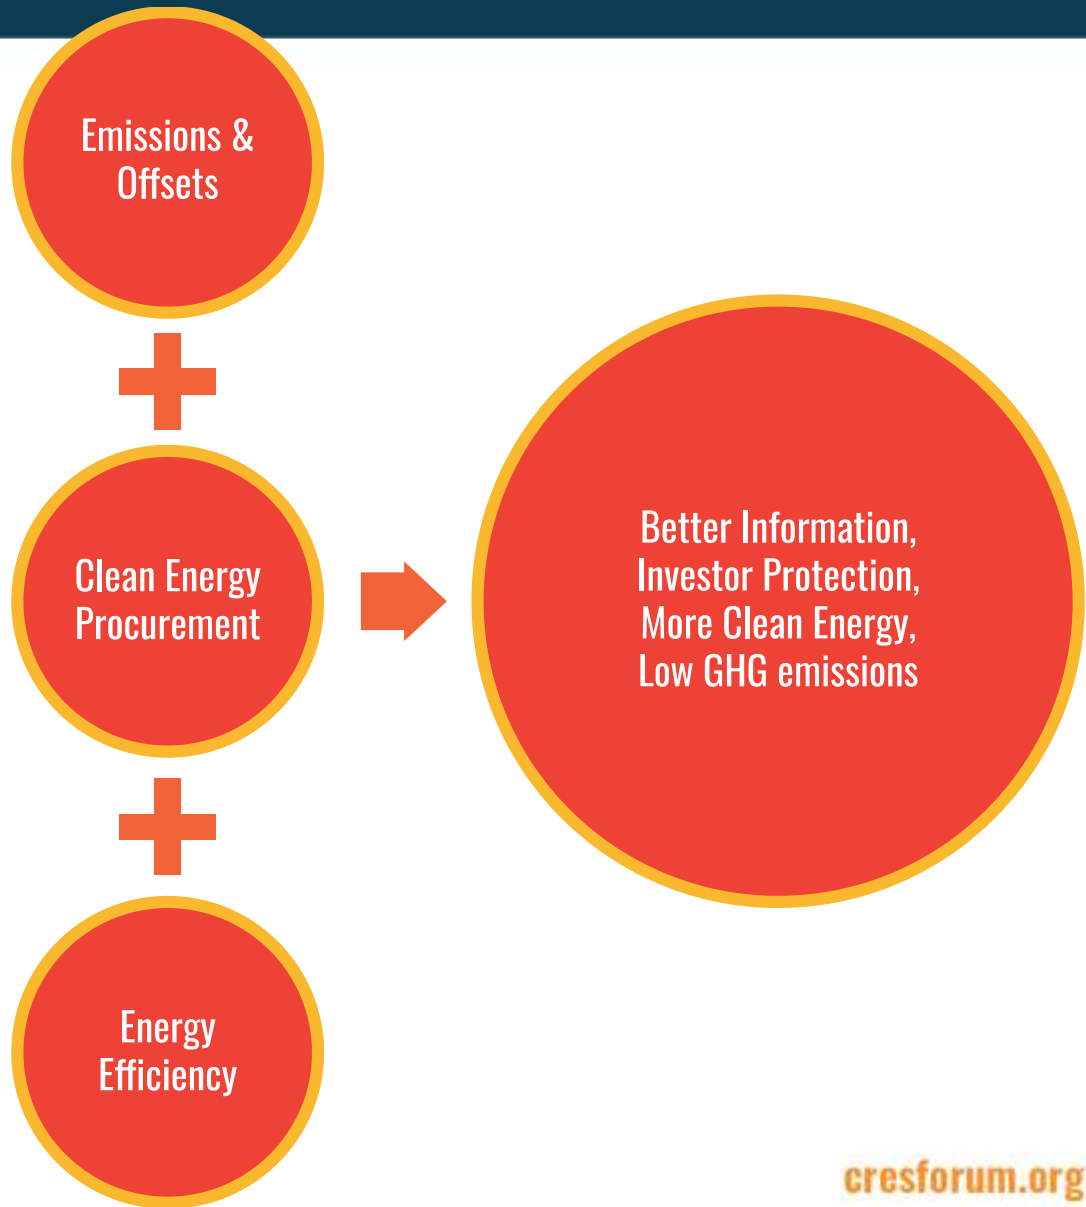 Emissions &
Offsets
Clean Energy
Procurement
Energy
Efficiency
Better Information,
Investor Protection,
More Clean Energy,
Low GHG emissions
cresforum.org